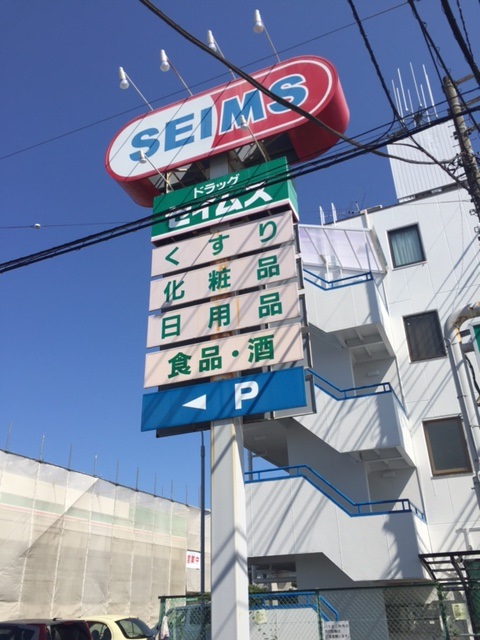 SEIMS
ドラッグ
セイムス
くすり
化粧品
日用品
食品・酒
P